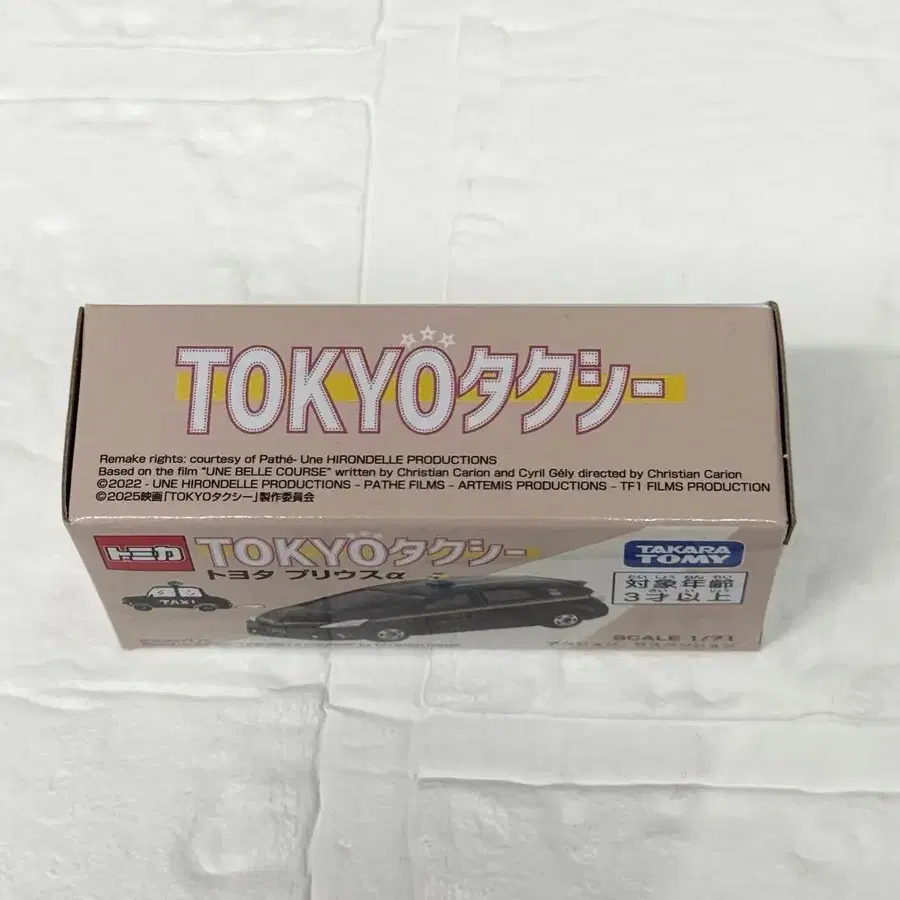 TOKYOタクシー
Remake rights: courtesy of Pathé- Une HIRONDELLE PRODUCTIONS
Based on the film "UNE BELLE COURSE" written by Christian Carion and Cyril Gély directed by Christian Carion
©2022 - UNE HIRONDELLE PRODUCTIONS - PATHE FILMS - ARTEMIS PRODUCTIONS - TF1 FILMS PRODUCTION
©2025映画「TOKYOタクシー」製作委員会
トミカ
TOKYOタクシー
トヨタ プリウスα
TAXI
TAKARA TOMY
対象年齢
3才以上
SCALE 1/71